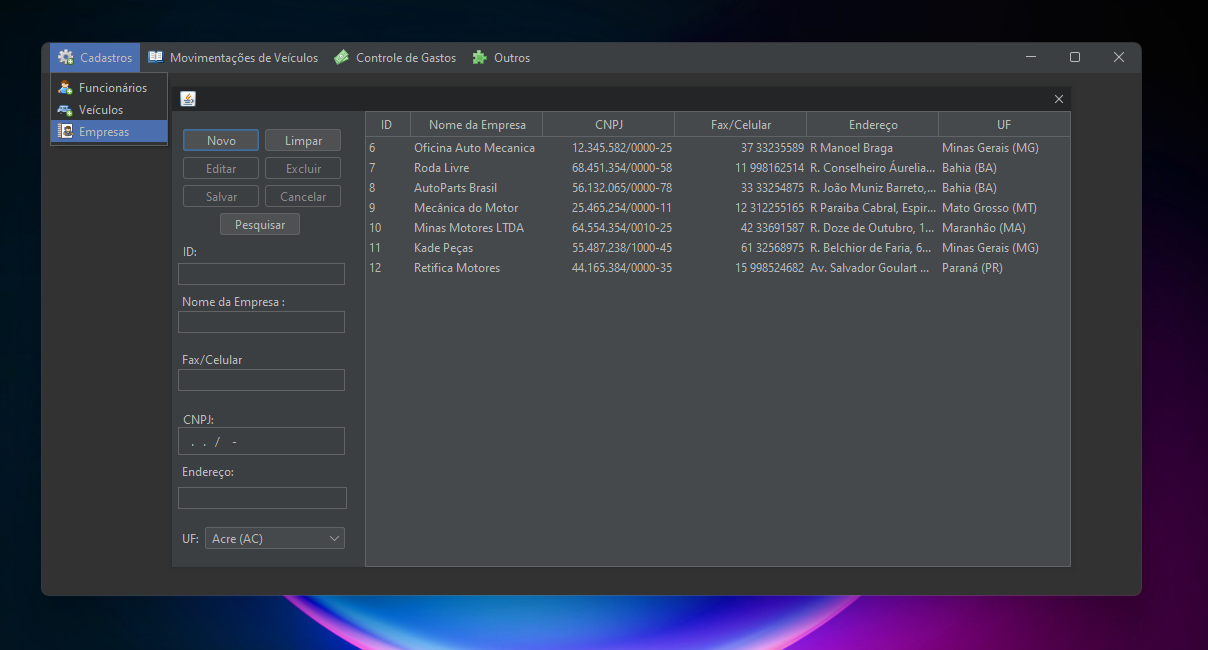 Cadastros Movimentações de Veículos Controle de Gastos Outros
Funcionários
Veículos
Empresas
Novo Limpar
Editar Excluir
Salvar Cancelar
Pesquisar
ID:
Nome da Empresa :
Fax/Celular
CNPJ:
. . / -
Endereço:
UF: Acre (AC)
ID Nome da Empresa CNPJ Fax/Celular Endereço UF
6 Oficina Auto Mecanica 12.345.582/0000-25 37 33235589 R Manoel Braga Minas Gerais (MG)
7 Roda Livre 68.451.354/0000-58 11 998162514 R. Conselheiro Áurelia... Bahia (BA)
8 AutoParts Brasil 56.132.065/0000-78 33 33254875 R. João Muniz Barreto,... Bahia (BA)
9 Mecânica do Motor 25.465.254/0000-11 12 312255165 R Paraiba Cabral, Espir... Mato Grosso (MT)
10 Minas Motores LTDA 64.554.354/0010-25 42 33691587 R. Doze de Outubro, 1... Maranhão (MA)
11 Kade Peças 55.487.238/1000-45 61 32568975 R. Belchior de Faria, 6... Minas Gerais (MG)
12 Retifica Motores 44.165.384/0000-35 15 998524682 Av. Salvador Goulart ... Paraná (PR)